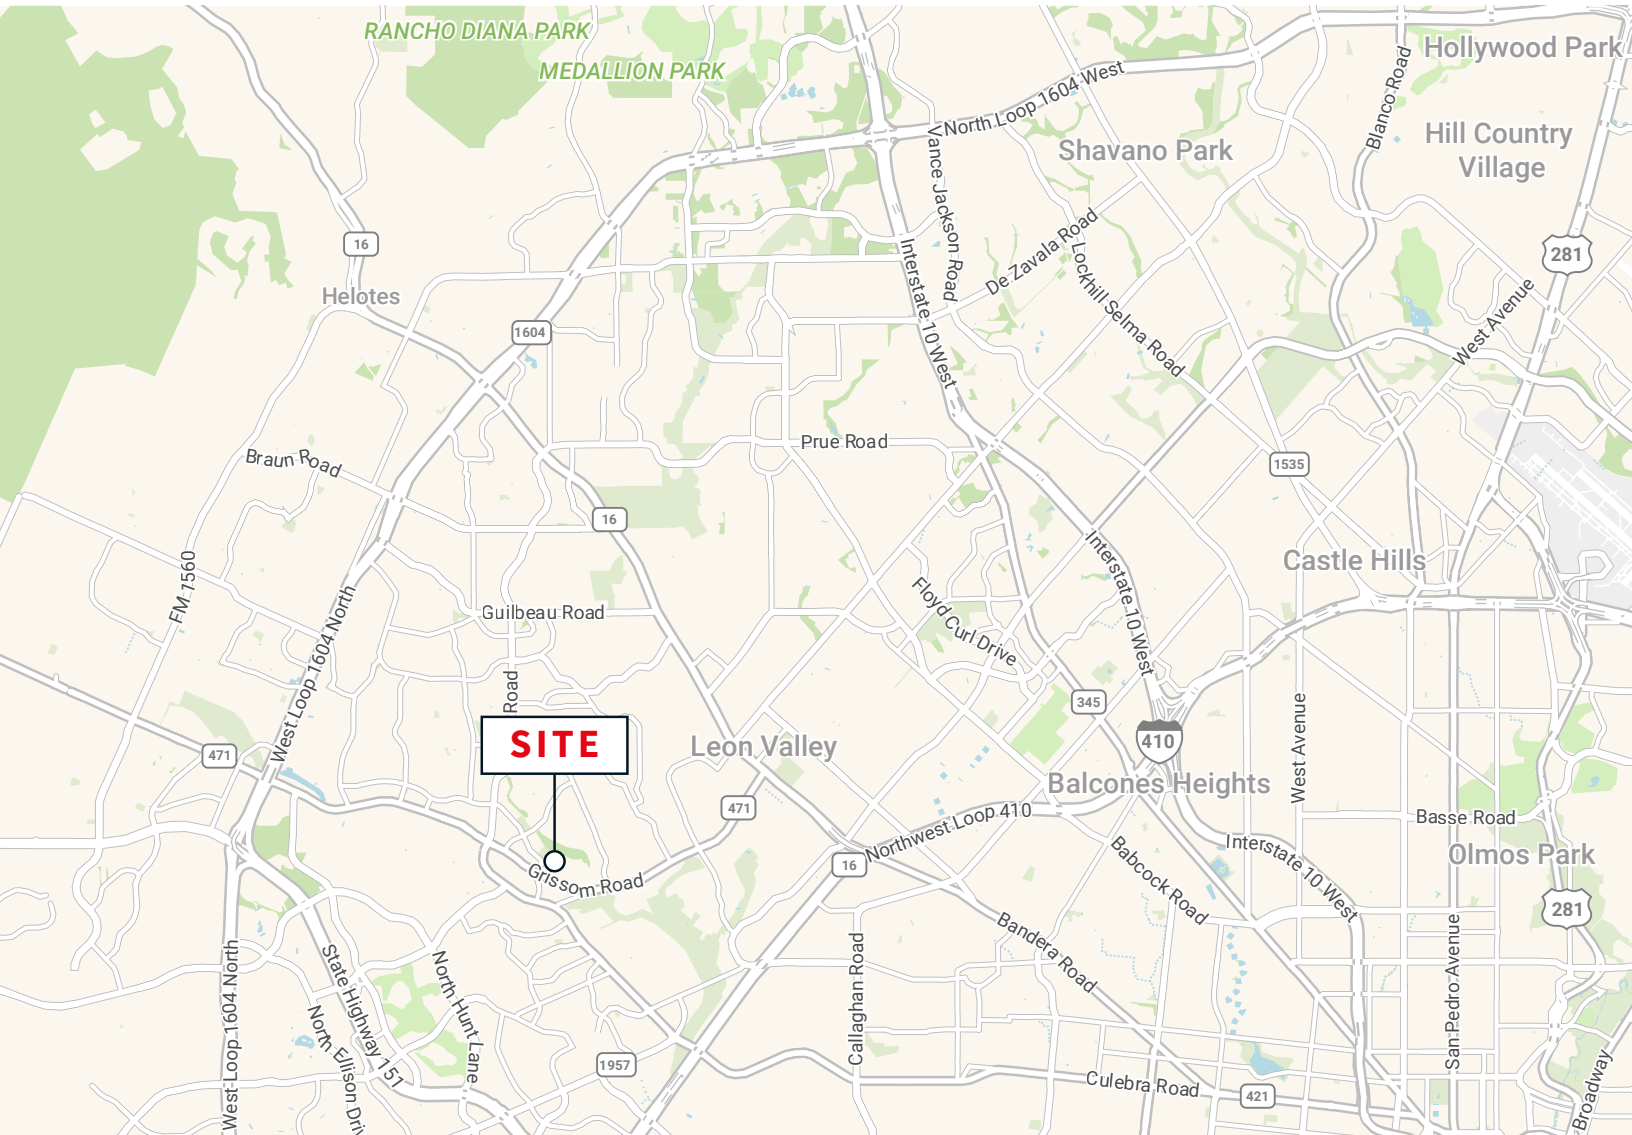 RANCHO DIANA PARK
MEDALLION PARK
Hollywood Park
Blanco Road
North Loop 1604 West
Hill Country
Village
Shavano Park
Vance Jackson Road
De Zavala Road
Lockhill Selma Road
16
281
Helotes
Interstate 10 West
West Avenue
1604
Prue Road
Braun Road
1535
16
Interstate 10 West
Castle Hills
FM 1560
Floyd Curl Drive
Guilbeau Road
West Loop 1604 North
Road
345
West Avenue
SITE
Leon Valley
471
410
Balcones Heights
471
Northwest Loop 410
Basse Road
Interstate 10 West
Olmos Park
16
Babcock Road
Grissom Road
281
Bandera Road
San Pedro Avenue
Callaghan Road
West Loop 1604 North
State Highway 151
North Hunt Lane
North Ellison Driv
1957
Culebra Road
421
Broadway